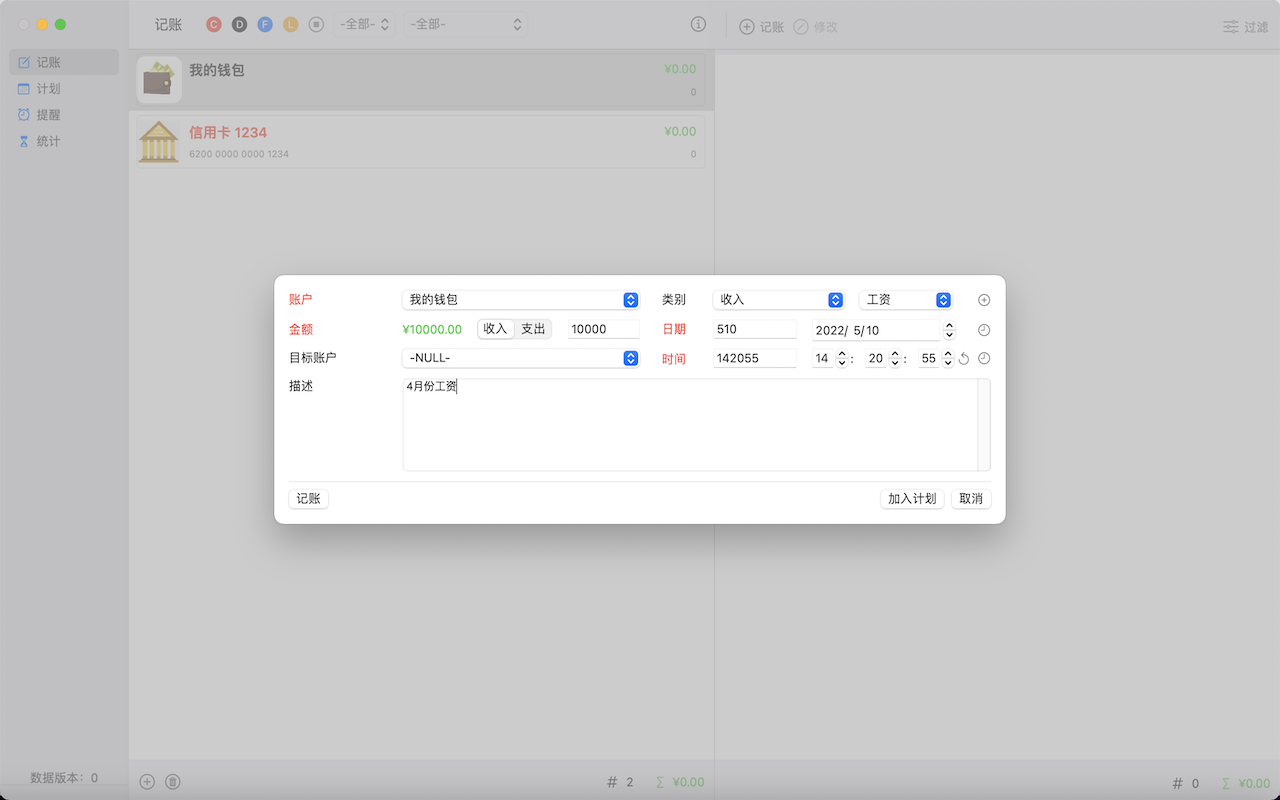 记账
计划
提醒
统计
数据版本: 0
记账 C D F L -全部- -全部-
我的钱包 ¥0.00
0
信用卡 1234 ¥0.00
6200 0000 0000 1234 0
# 2 Σ ¥0.00
记账 修改 过滤
# 0 Σ ¥0.00
账户 我的钱包 类别 收入 工资
金额 ¥10000.00 收入 支出 10000 日期 510 2022/ 5/10
目标账户 -NULL- 时间 142055 14 : 20 : 55
描述 4月份工资
记账 加入计划 取消